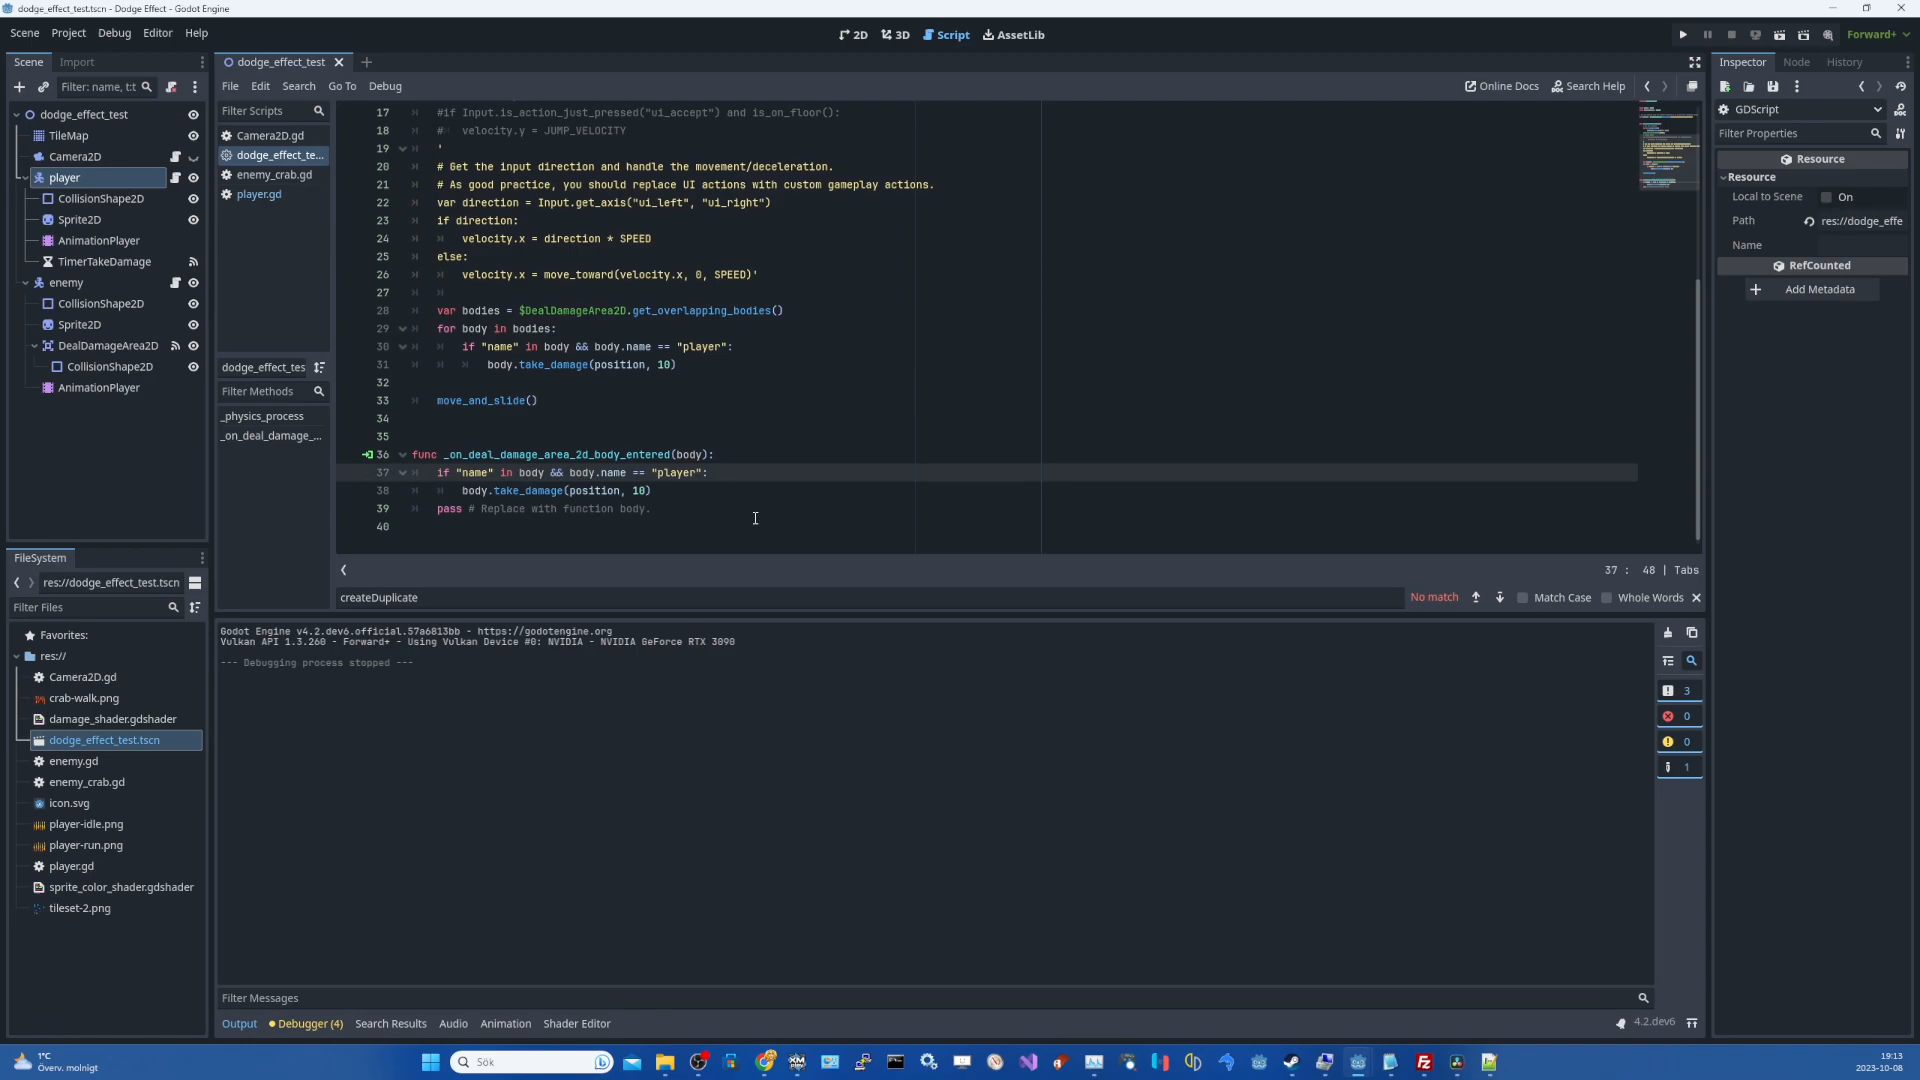 dodge_effect_test.tscn - Dodge Effect - Godot Engine
Scene Project Debug Editor Help
2D 3D Script AssetLib
Forward+
Scene Import
Filter: name, t:t
dodge_effect_test
TileMap
Camera2D
player
CollisionShape2D
Sprite2D
AnimationPlayer
TimerTakeDamage
enemy
CollisionShape2D
Sprite2D
DealDamageArea2D
CollisionShape2D
AnimationPlayer
FileSystem
res://dodge_effect_test.tscn
Filter Files
Favorites:
res://
Camera2D.gd
crab-walk.png
damage_shader.gdshader
dodge_effect_test.tscn
enemy.gd
enemy_crab.gd
icon.svg
player-idle.png
player-run.png
player.gd
sprite_color_shader.gdshader
tileset-2.png
dodge_effect_test
File Edit Search Go To Debug
Online Docs Search Help
Filter Scripts
Camera2D.gd
dodge_effect_te...
enemy_crab.gd
player.gd
dodge_effect_tes
Filter Methods
_physics_process
_on_deal_damage_...
17 #if Input.is_action_just_pressed("ui_accept") and is_on_floor():
18 # velocity.y = JUMP_VELOCITY
19 '
20 # Get the input direction and handle the movement/deceleration.
21 # As good practice, you should replace UI actions with custom gameplay actions.
22 var direction = Input.get_axis("ui_left", "ui_right")
23 if direction:
24 velocity.x = direction * SPEED
25 else:
26 velocity.x = move_toward(velocity.x, 0, SPEED)'
27
28 var bodies = $DealDamageArea2D.get_overlapping_bodies()
29 for body in bodies:
30 if "name" in body && body.name == "player":
31 body.take_damage(position, 10)
32
33 move_and_slide()
34
35
36 func _on_deal_damage_area_2d_body_entered(body):
37 if "name" in body && body.name == "player":
38 body.take_damage(position, 10)
39 pass # Replace with function body.
40
37 : 48 | Tabs
createDuplicate
No match Match Case Whole Words
Godot Engine v4.2.dev6.official.57a6813bb - https://godotengine.org
Vulkan API 1.3.260 - Forward+ - Using Vulkan Device #0: NVIDIA - NVIDIA GeForce RTX 3090
--- Debugging process stopped ---
3
0
0
1
Filter Messages
Output Debugger (4) Search Results Audio Animation Shader Editor
4.2.dev6
Inspector Node History
GDScript
Filter Properties
Resource
Resource
Local to Scene On
Path res://dodge_effe
Name
RefCounted
Add Metadata
1°C
Överv. molnigt
Sök
19:13
2023-10-08